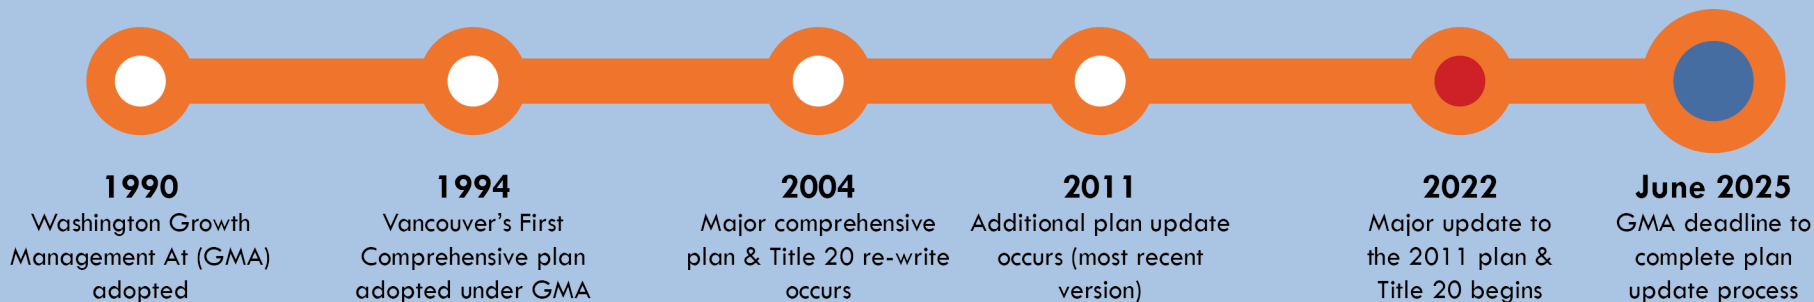 1990
Washington Growth
Management At (GMA)
adopted
1994
Vancouver's First
Comprehensive plan
adopted under GMA
2004
Major comprehensive
plan & Title 20 re-write
occurs
2011
Additional plan update
occurs (most recent
version)
2022
Major update to
the 2011 plan &
Title 20 begins
June 2025
GMA deadline to
complete plan
update process